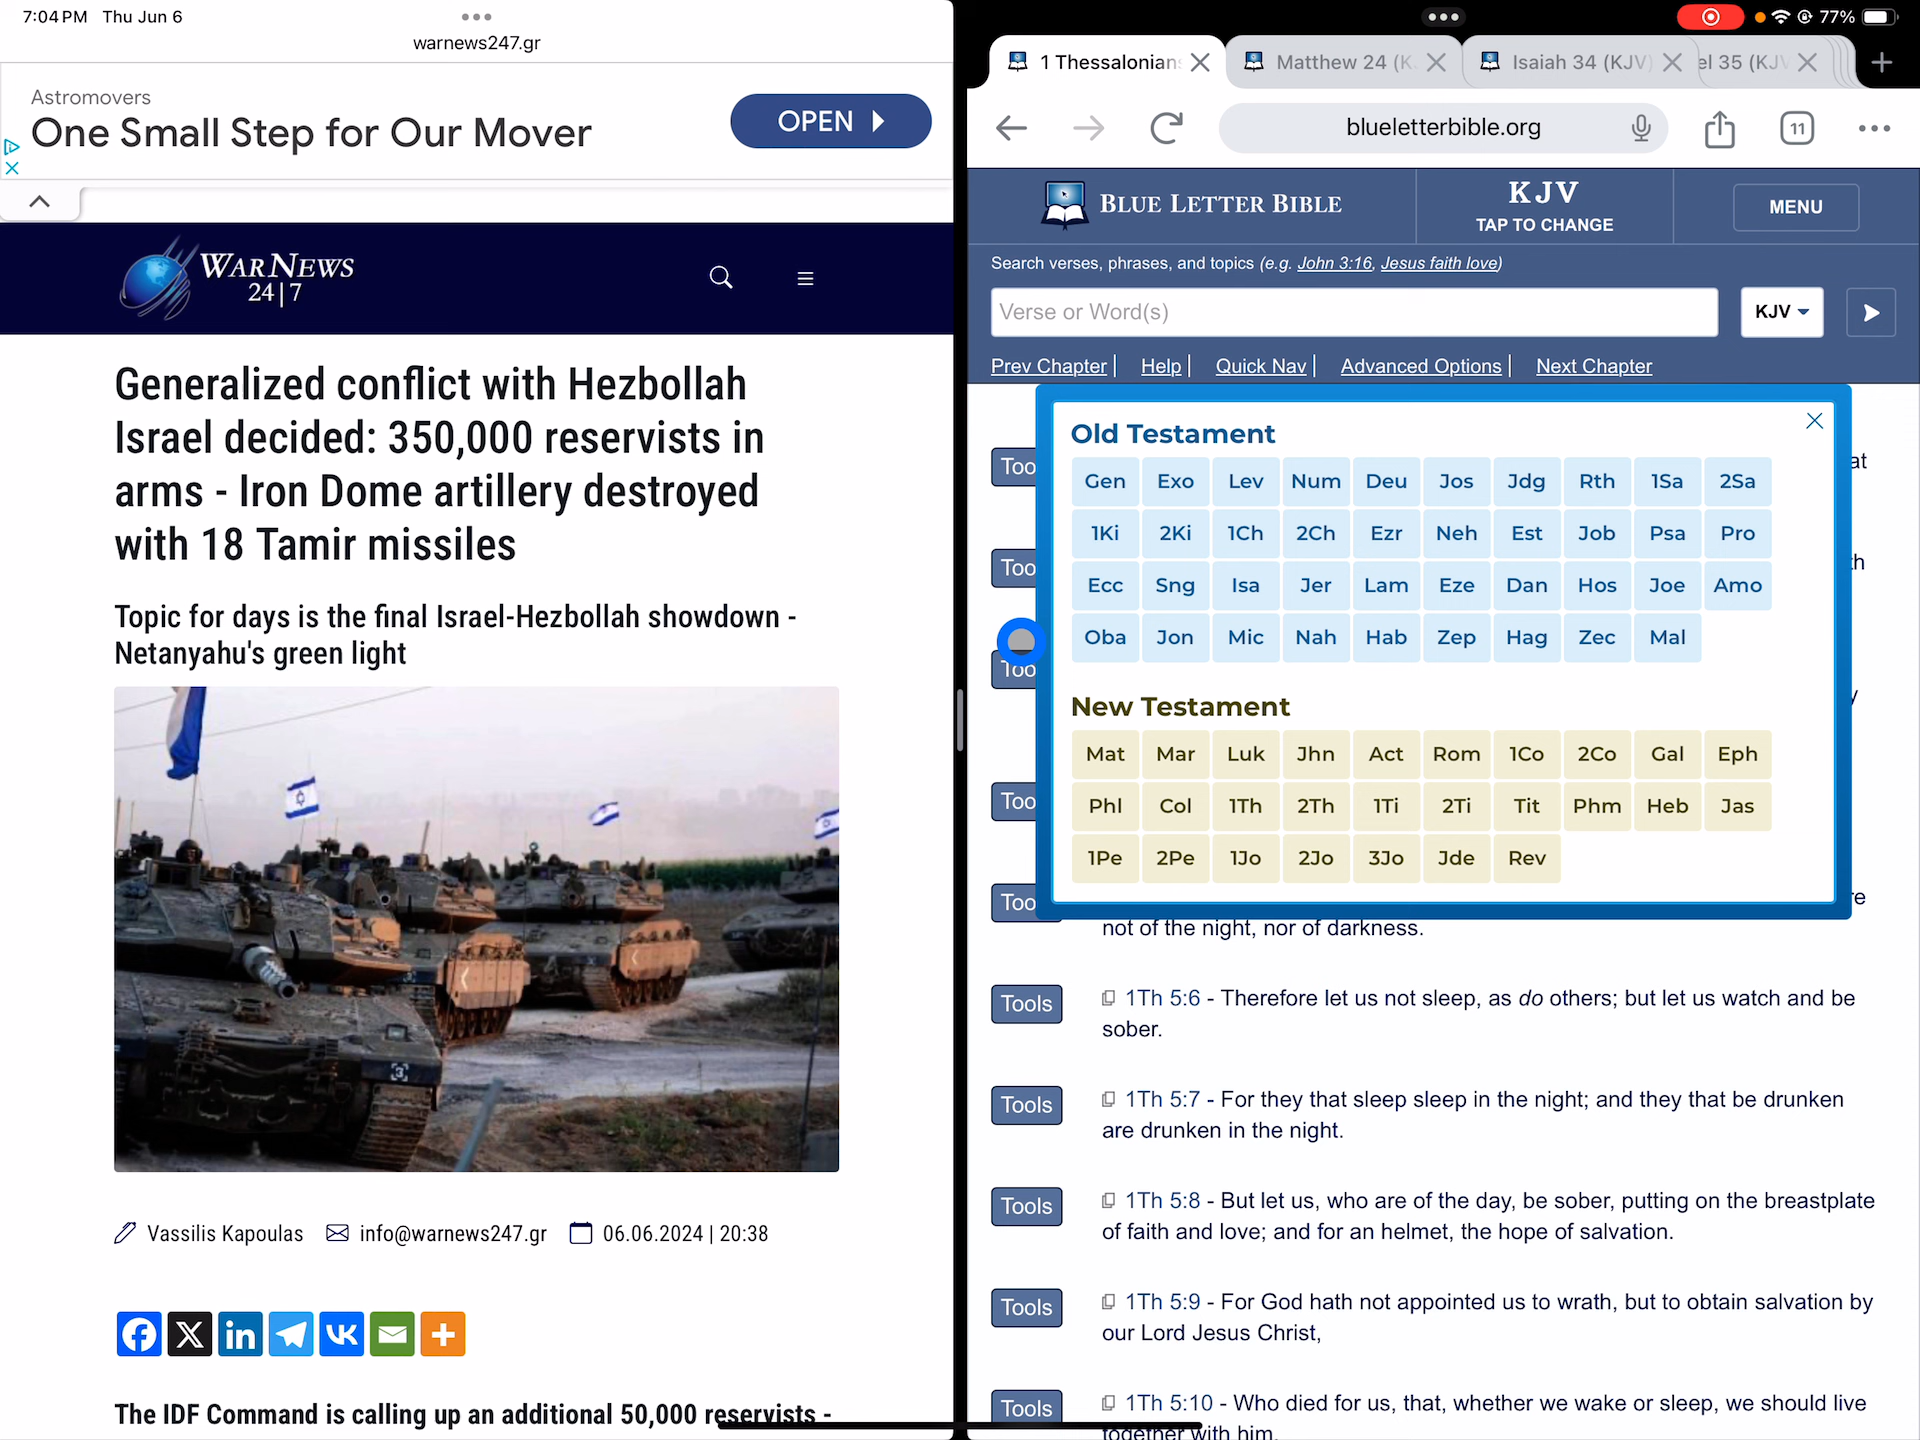 7:04 PM Thu Jun 6
warnews247.gr
Astromovers
One Small Step for Our Mover
OPEN
WARNEWS
24|7
Generalized conflict with Hezbollah
Israel decided: 350,000 reservists in
arms - Iron Dome artillery destroyed
with 18 Tamir missiles
Topic for days is the final Israel-Hezbollah showdown -
Netanyahu's green light
Vassilis Kapoulas info@warnews247.gr 06.06.2024 | 20:38
The IDF Command is calling up an additional 50,000 reservists -
77%
1 Thessalonians Matthew 24 (K Isaiah 34 (KJV) el 35 (KJV
blueletterbible.org
11
BLUE LETTER BIBLE
KJV
TAP TO CHANGE
MENU
Search verses, phrases, and topics (e.g. John 3:16, Jesus faith love)
Verse or Word(s)
KJV
Prev Chapter | Help | Quick Nav | Advanced Options | Next Chapter
Old Testament
Gen Exo Lev Num Deu Jos Jdg Rth 1Sa 2Sa
1Ki 2Ki 1Ch 2Ch Ezr Neh Est Job Psa Pro
Ecc Sng Isa Jer Lam Eze Dan Hos Joe Amo
Oba Jon Mic Nah Hab Zep Hag Zec Mal
New Testament
Mat Mar Luk Jhn Act Rom 1Co 2Co Gal Eph
Phl Col 1Th 2Th 1Ti 2Ti Tit Phm Heb Jas
1Pe 2Pe 1Jo 2Jo 3Jo Jde Rev
Too
Too
Too
Too
Too
not of the night, nor of darkness.
Tools
1Th 5:6 - Therefore let us not sleep, as do others; but let us watch and be
sober.
Tools
1Th 5:7 - For they that sleep sleep in the night; and they that be drunken
are drunken in the night.
Tools
1Th 5:8 - But let us, who are of the day, be sober, putting on the breastplate
of faith and love; and for an helmet, the hope of salvation.
Tools
1Th 5:9 - For God hath not appointed us to wrath, but to obtain salvation by
our Lord Jesus Christ,
Tools
1Th 5:10 - Who died for us, that, whether we wake or sleep, we should live
together with him.